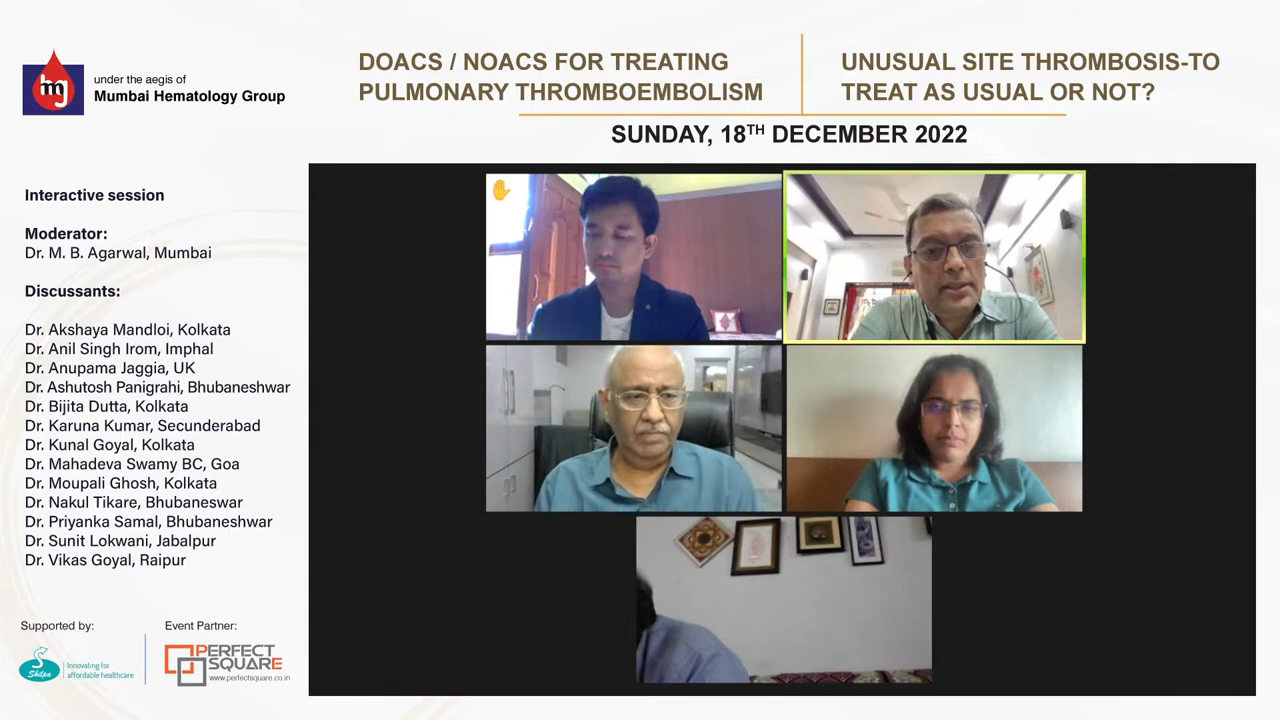 mg
under the aegis of
Mumbai Hematology Group
DOACS / NOACS FOR TREATING
PULMONARY THROMBOEMBOLISM
UNUSUAL SITE THROMBOSIS-TO
TREAT AS USUAL OR NOT?
SUNDAY, 18TH DECEMBER 2022
Interactive session
Moderator:
Dr. M. B. Agarwal, Mumbai
Discussants:
Dr. Akshaya Mandloi, Kolkata
Dr. Anil Singh Irom, Imphal
Dr. Anupama Jaggia, UK
Dr. Ashutosh Panigrahi, Bhubaneshwar
Dr. Bijita Dutta, Kolkata
Dr. Karuna Kumar, Secunderabad
Dr. Kunal Goyal, Kolkata
Dr. Mahadeva Swamy BC, Goa
Dr. Moupali Ghosh, Kolkata
Dr. Nakul Tikare, Bhubaneswar
Dr. Priyanka Samal, Bhubaneshwar
Dr. Sunit Lokwani, Jabalpur
Dr. Vikas Goyal, Raipur
Supported by:
Shilpa
Innovating for
affordable healthcare
Event Partner:
PERFECT
SQUARE
www.perfectsquare.co.in